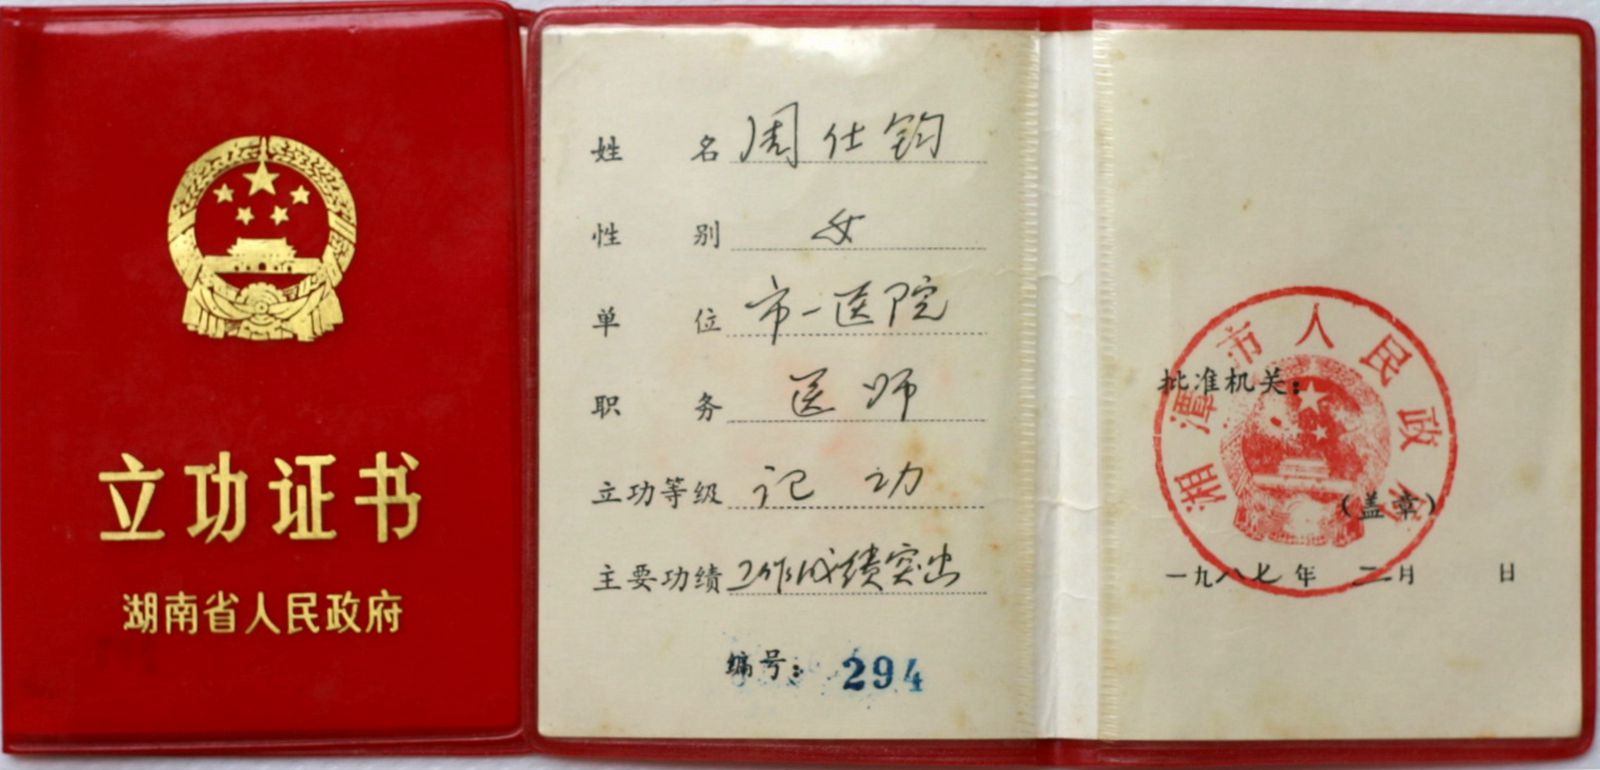 立功证书
湖南省人民政府
姓名 周仕钧
性别 女
单位 市一医院
职务 医师
立功等级 记功
主要功绩 工作成绩突出
编号：294
湘潭市人民政府
批准机关：
（盖章）
一九八七年 二月 日